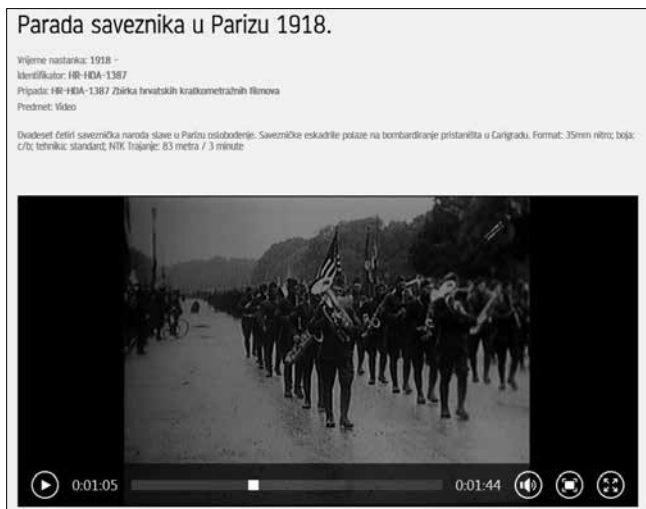 Parada saveznika u Parizu 1918.
Vrijeme nastanka: 1918 -
Identifikator: HR-HDA-1387
Pripada: HR-HDA-1387 Zbirka hrvatskih kratkometražnih filmova
Predmet: Video
Dvadeset četiri saveznička naroda slave u Parizu oslobođenje. Savezničke eskadrile polaze na bombardiranje pristaništa u Carigradu. Format: 35mm nitro; boja:
c/b; tehnika: standard; NTK Trajanje: 83 metra / 3 minute
0:01:05 0:01:44